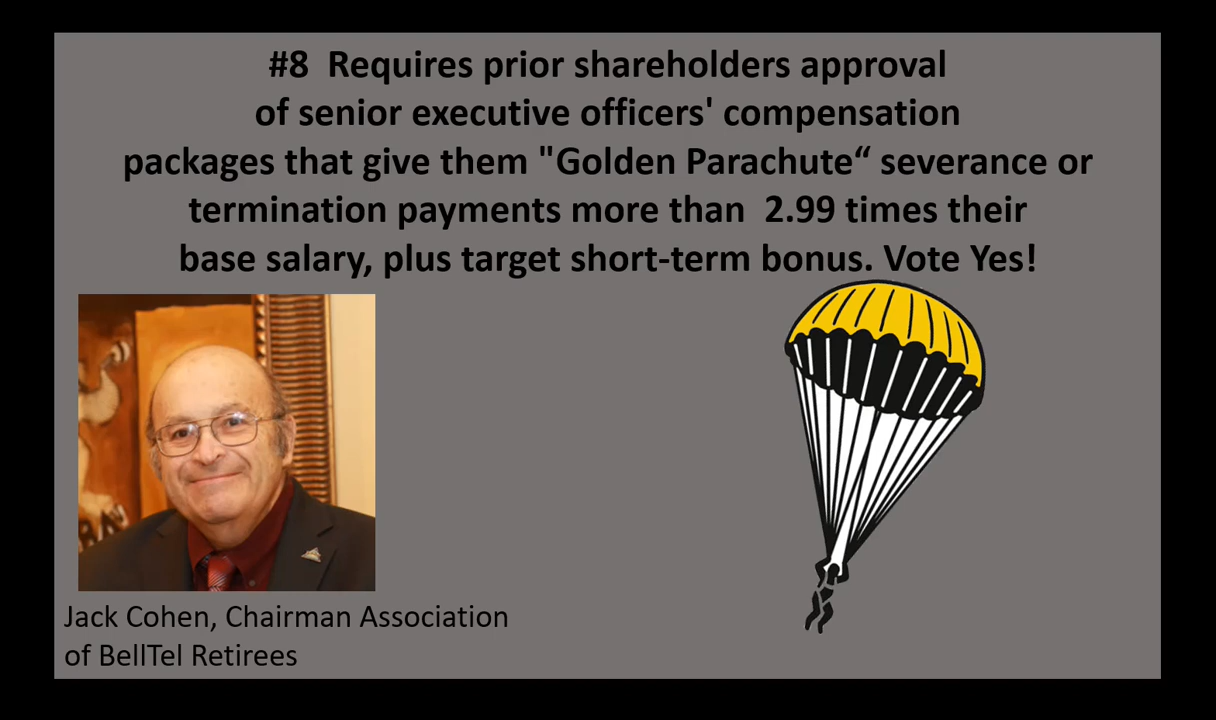 #8  Requires prior shareholders approval
of senior executive officers' compensation
packages that give them "Golden Parachute“ severance or
termination payments more than  2.99 times their
base salary, plus target short-term bonus. Vote Yes!
Jack Cohen, Chairman Association
of BellTel Retirees